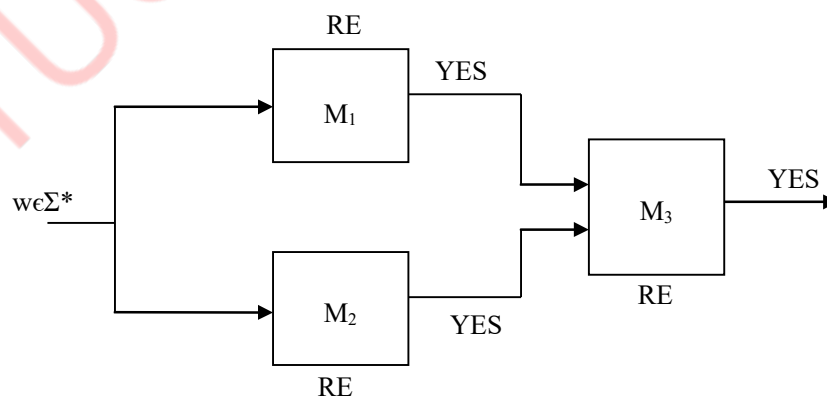 RE
YES
M₁
YES
wϵΣ*
M₃
RE
M₂
YES
RE